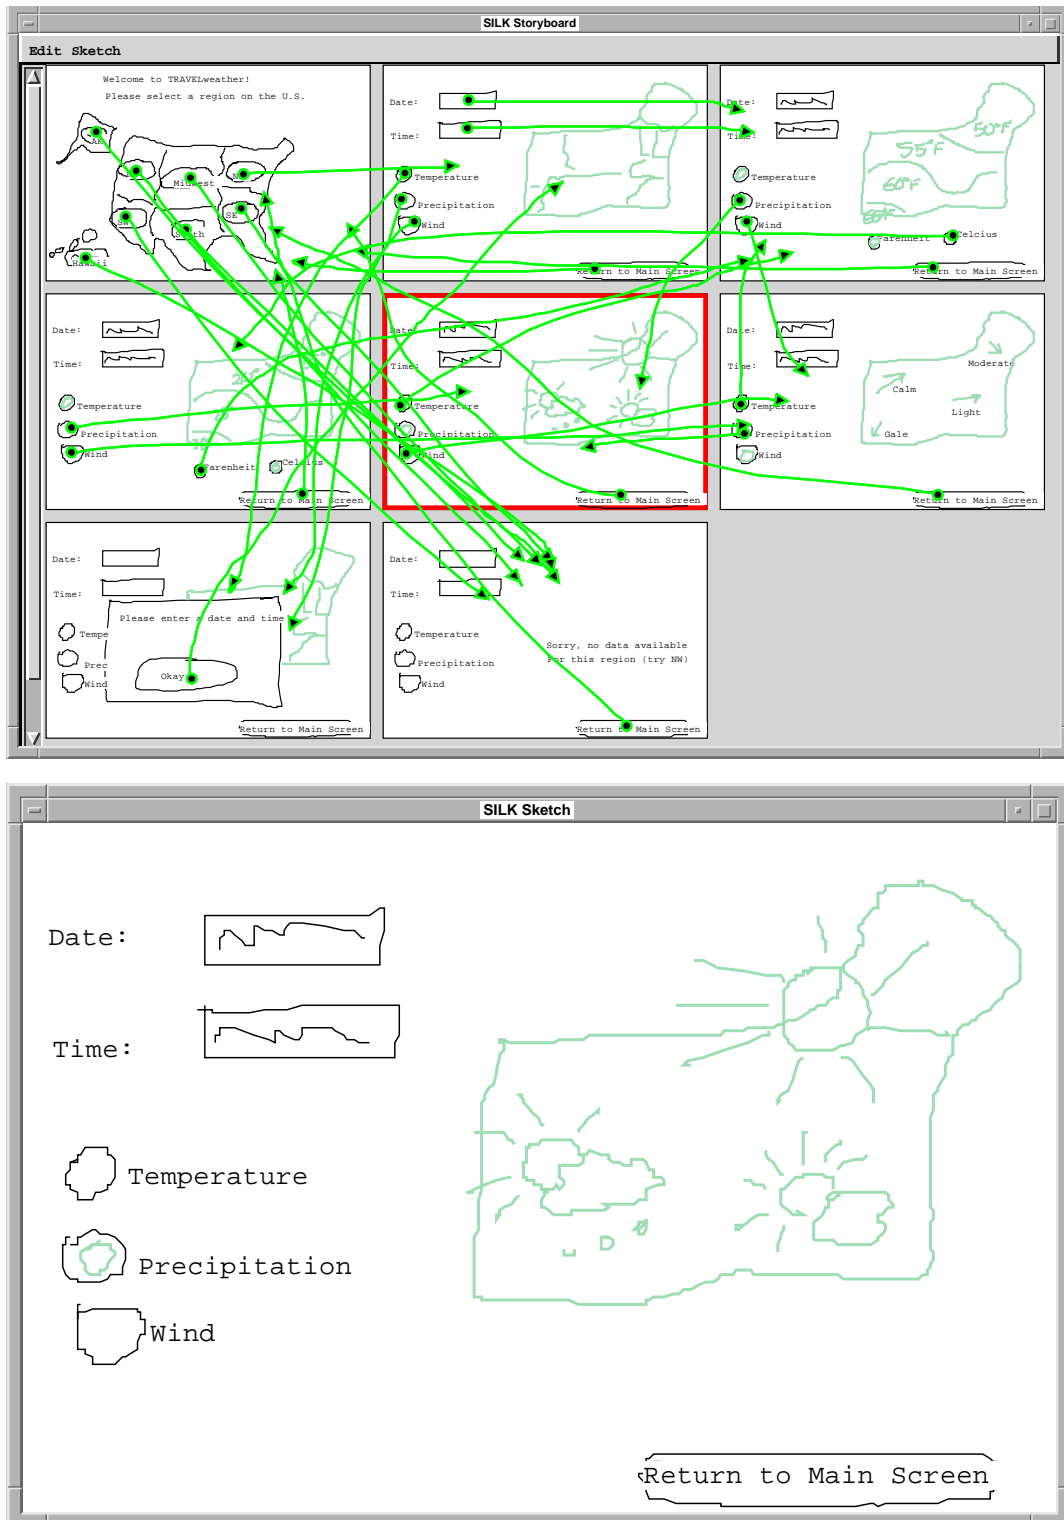 SILK Storyboard
Edit Sketch
Welcome to TRAVELweather!
Please select a region on the U.S.
AK
Midwest
SE
South
Hawaii
Date:
Time:
Temperature
Precipitation
Wind
Return to Main Screen
Date:
Time:
50°F
55°F
60°F
Temperature
Precipitation
Wind
Farenheit
Celcius
Return to Main Screen
Date:
Time:
Temperature
Precipitation
Wind
Farenheit
Celcius
Return to Main Screen
Date:
Time:
Temperature
Precipitation
Wind
Return to Main Screen
Date:
Time:
Moderate
Calm
Light
Gale
Temperature
Precipitation
Wind
Return to Main Screen
Date:
Time:
Please enter a date and time
Tempe
Prec
Wind
Okay
Return to Main Screen
Date:
Time:
Temperature
Precipitation
Wind
Sorry, no data available
For this region (try NW)
Return to Main Screen
SILK Sketch
Date:
Time:
Temperature
Precipitation
Wind
Return to Main Screen